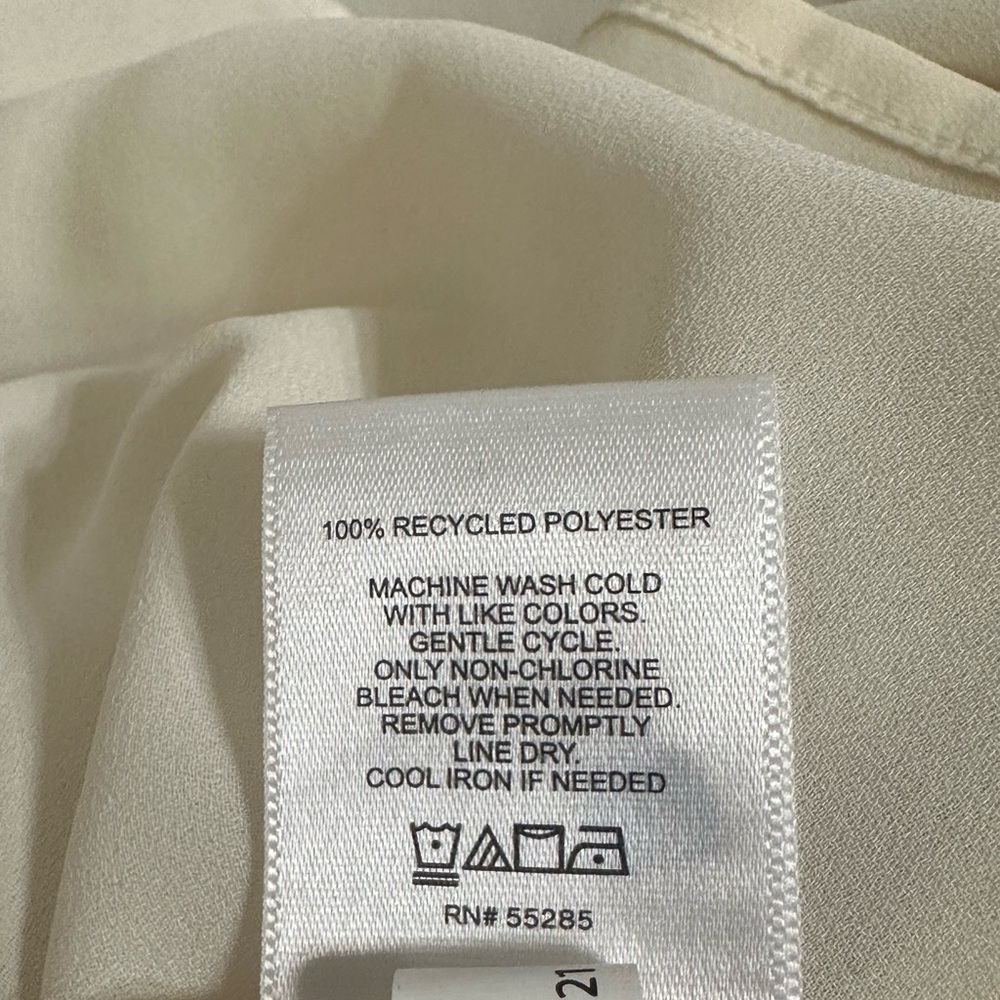 100% RECYCLED POLYESTER
MACHINE WASH COLD
WITH LIKE COLORS.
GENTLE CYCLE.
ONLY NON-CHLORINE
BLEACH WHEN NEEDED.
REMOVE PROMPTLY
LINE DRY.
COOL IRON IF NEEDED
RN# 55285
21